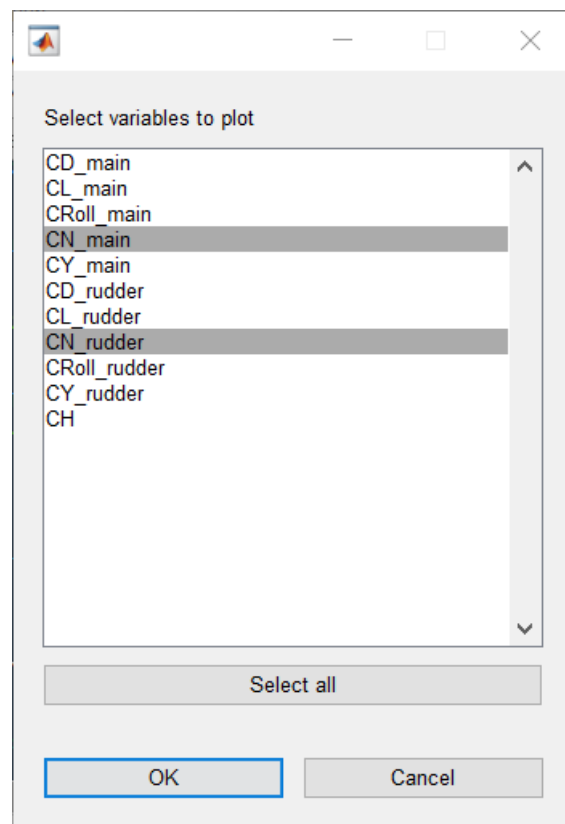 Select variables to plot
CD_main
CL_main
CRoll_main
CN_main
CY_main
CD_rudder
CL_rudder
CN_rudder
CRoll_rudder
CY_rudder
CH
Select all
OK
Cancel